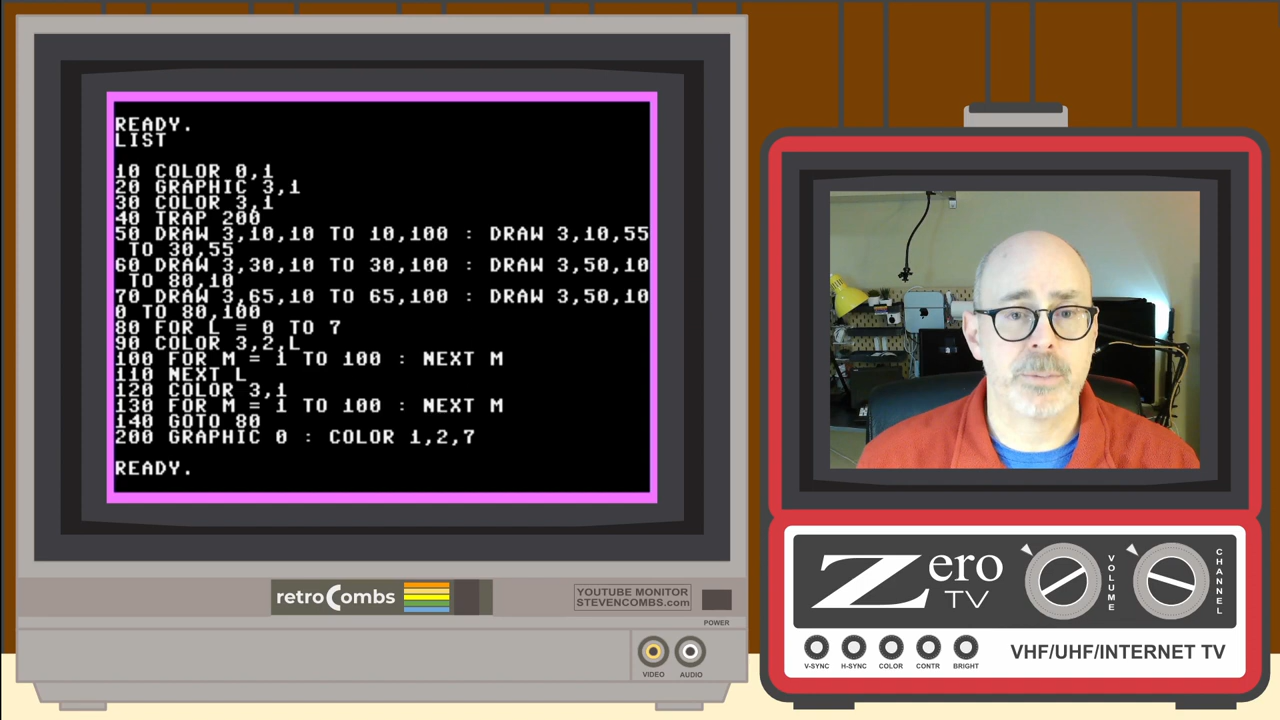 READY.
LIST
10 COLOR 0,1
20 GRAPHIC 3,1
30 COLOR 3,1
40 TRAP 200
50 DRAW 3,10,10 TO 10,100 : DRAW 3,10,55
TO 30,55
60 DRAW 3,30,10 TO 30,100 : DRAW 3,50,10
TO 80,10
70 DRAW 3,65,10 TO 65,100 : DRAW 3,50,10
0 TO 80,100
80 FOR L = 0 TO 7
90 COLOR 3,2,L
100 FOR M = 1 TO 100 : NEXT M
110 NEXT L
120 COLOR 3,1
130 FOR M = 1 TO 100 : NEXT M
140 GOTO 80
200 GRAPHIC 0 : COLOR 1,2,7
READY.
retroCombs
YOUTUBE MONITOR
STEVENCOMBS.com
POWER
VIDEO AUDIO
Zero
TV
VOLUME
CHANNEL
V-SYNC H-SYNC COLOR CONTR BRIGHT
VHF/UHF/INTERNET TV